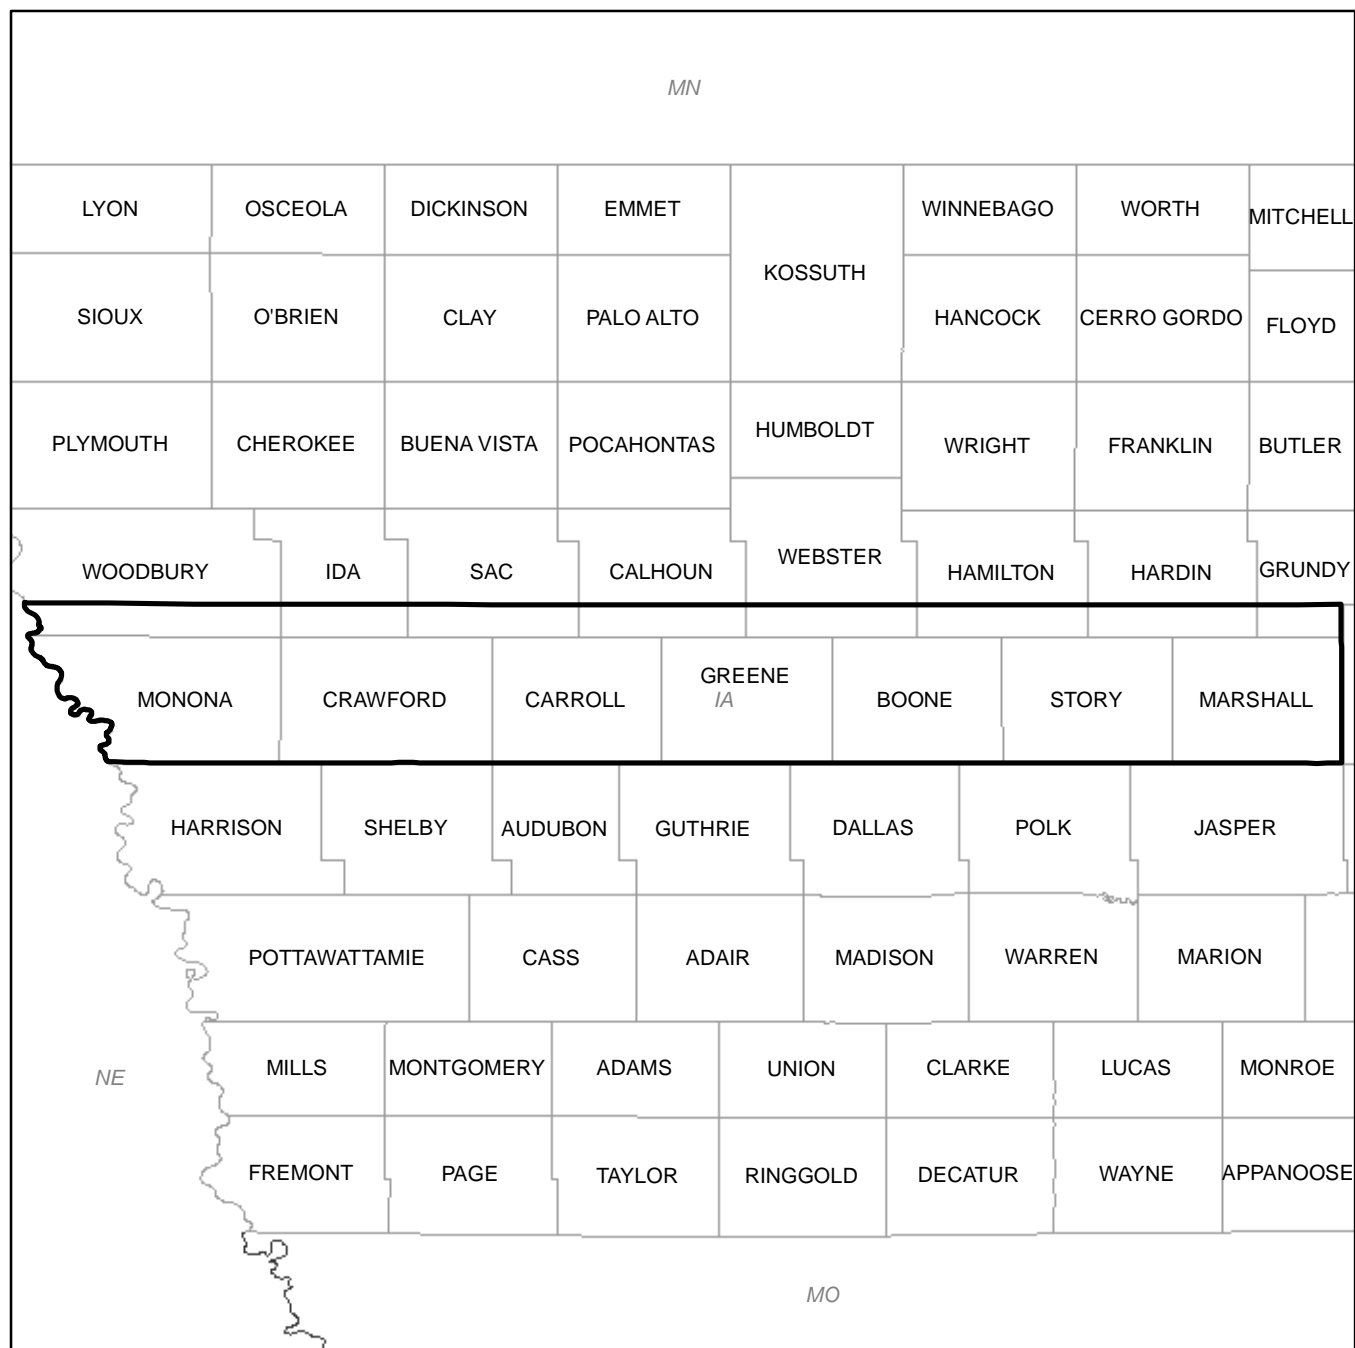 MN
LYON OSCEOLA DICKINSON EMMET WINNEBAGO WORTH MITCHELL
KOSSUTH
SIOUX O'BRIEN CLAY PALO ALTO HANCOCK CERRO GORDO FLOYD
PLYMOUTH CHEROKEE BUENA VISTA POCAHONTAS HUMBOLDT WRIGHT FRANKLIN BUTLER
WOODBURY IDA SAC CALHOUN WEBSTER HAMILTON HARDIN GRUNDY
MONONA CRAWFORD CARROLL GREENE BOONE STORY MARSHALL
IA
HARRISON SHELBY AUDUBON GUTHRIE DALLAS POLK JASPER
POTTAWATTAMIE CASS ADAIR MADISON WARREN MARION
NE MILLS MONTGOMERY ADAMS UNION CLARKE LUCAS MONROE
FREMONT PAGE TAYLOR RINGGOLD DECATUR WAYNE APPANOOSE
MO